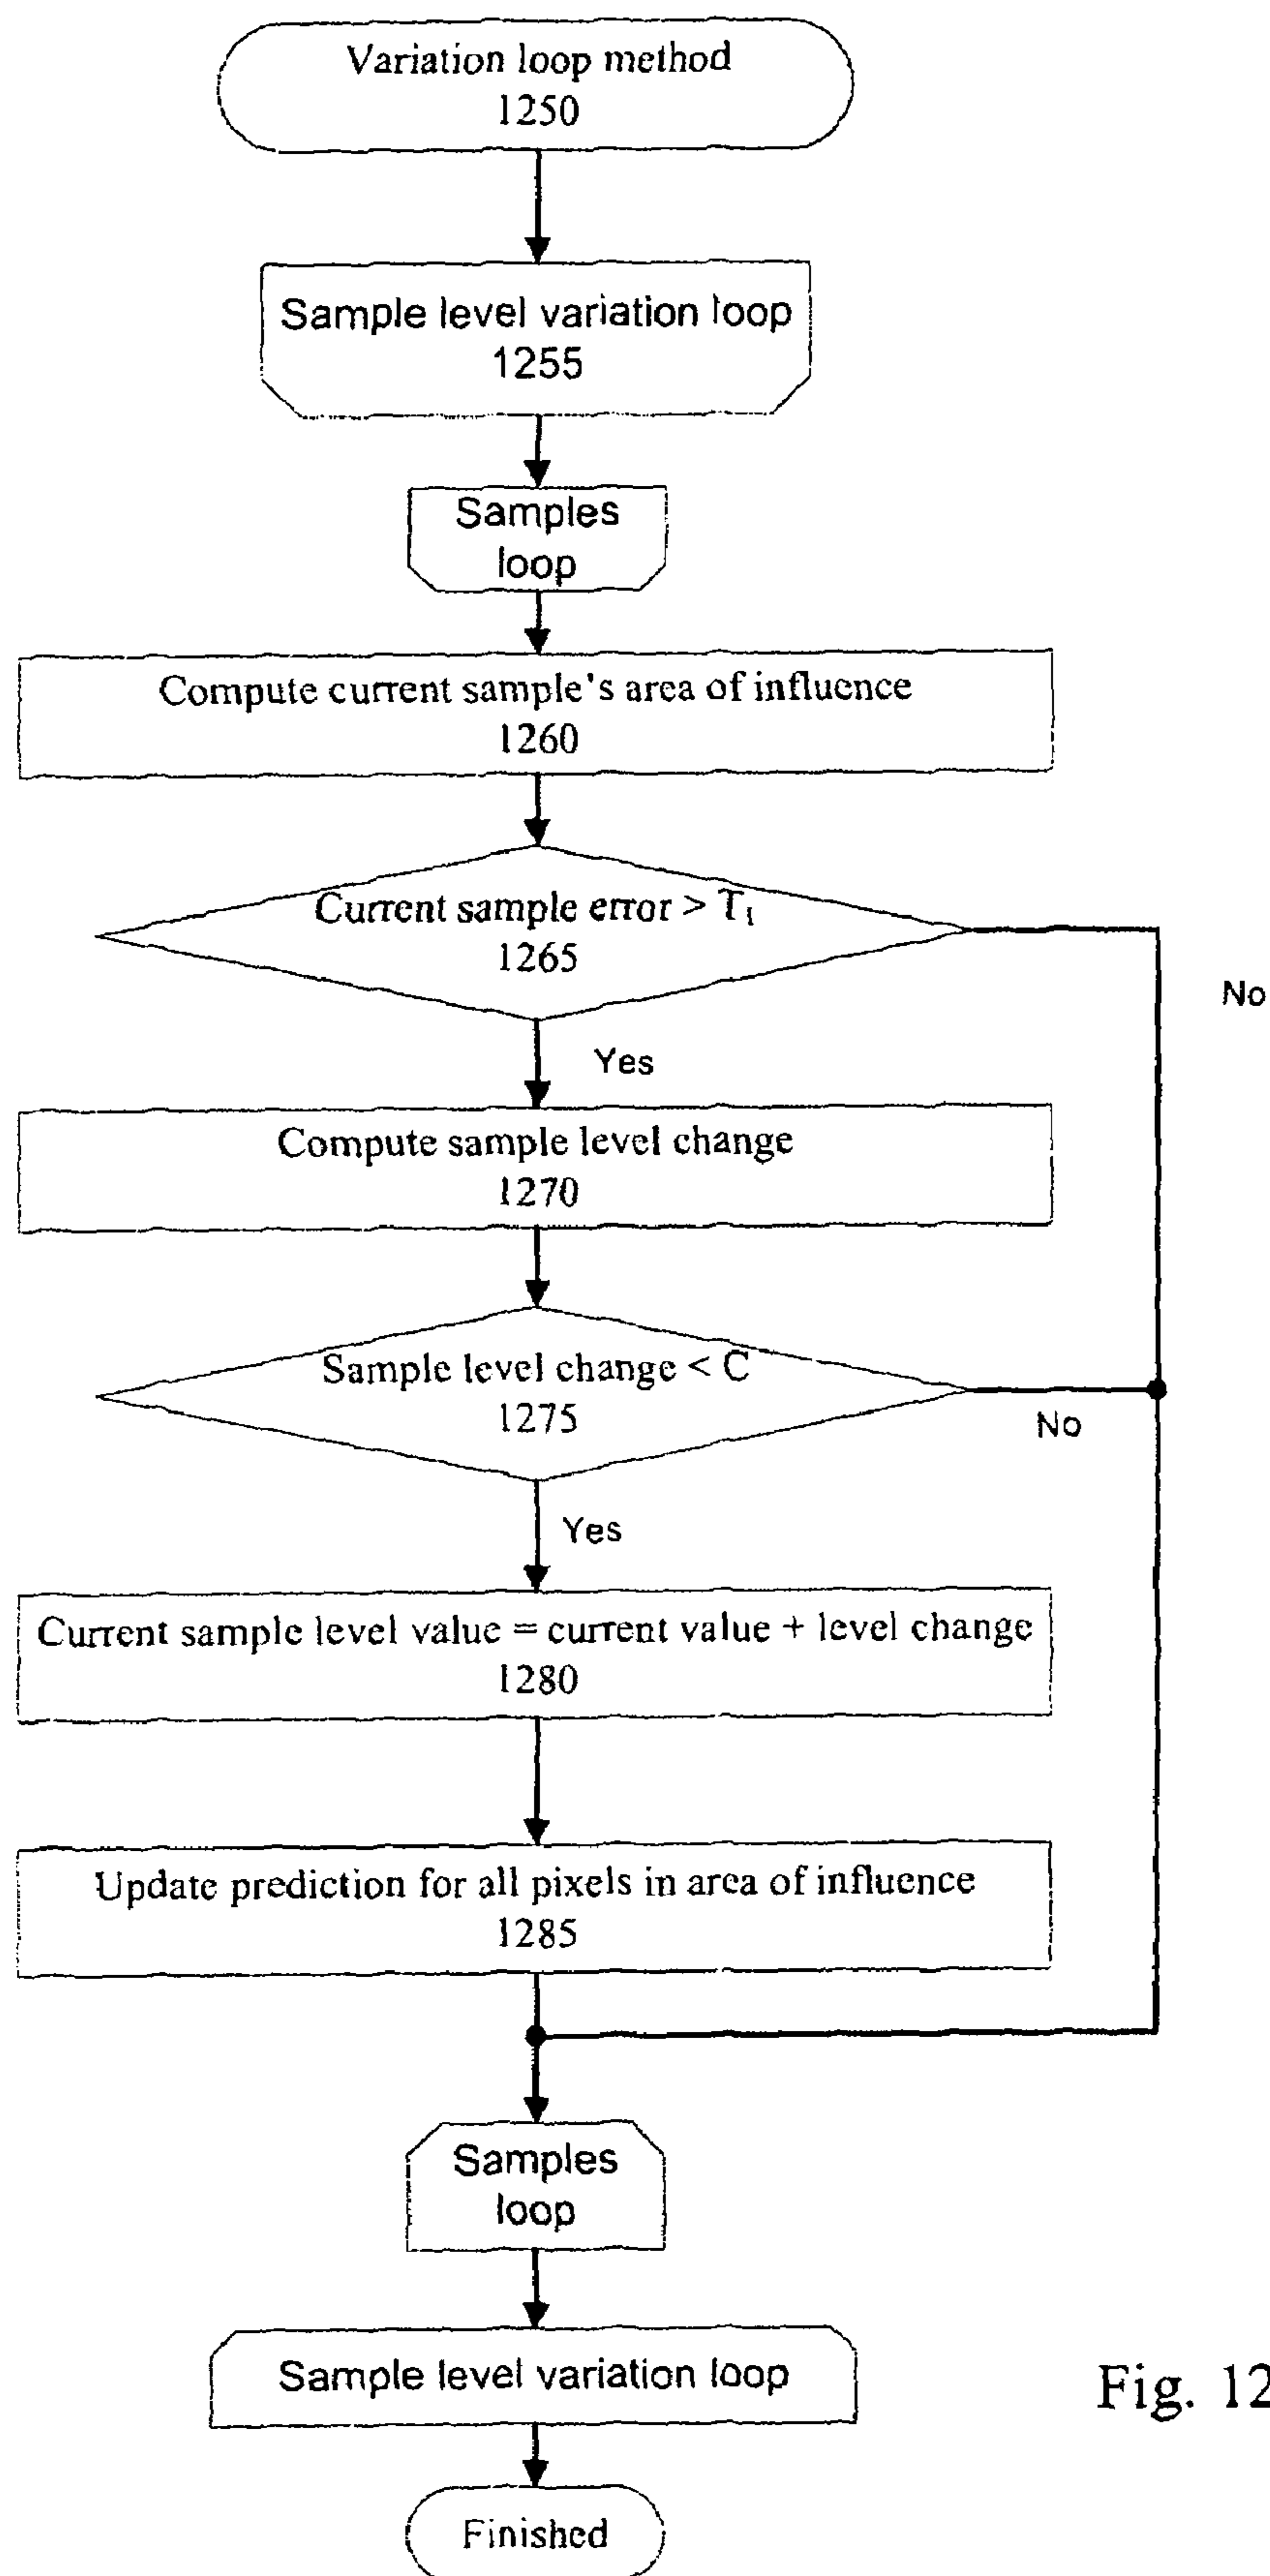 Variation loop method
1250
Sample level variation loop
1255
Samples
loop
Compute current sample's area of influence
1260
Current sample error > T₁
1265
No
Yes
Compute sample level change
1270
Sample level change < C
1275
No
Yes
Current sample level value = current value + level change
1280
Update prediction for all pixels in area of influence
1285
Samples
loop
Sample level variation loop
Fig. 12
Finished